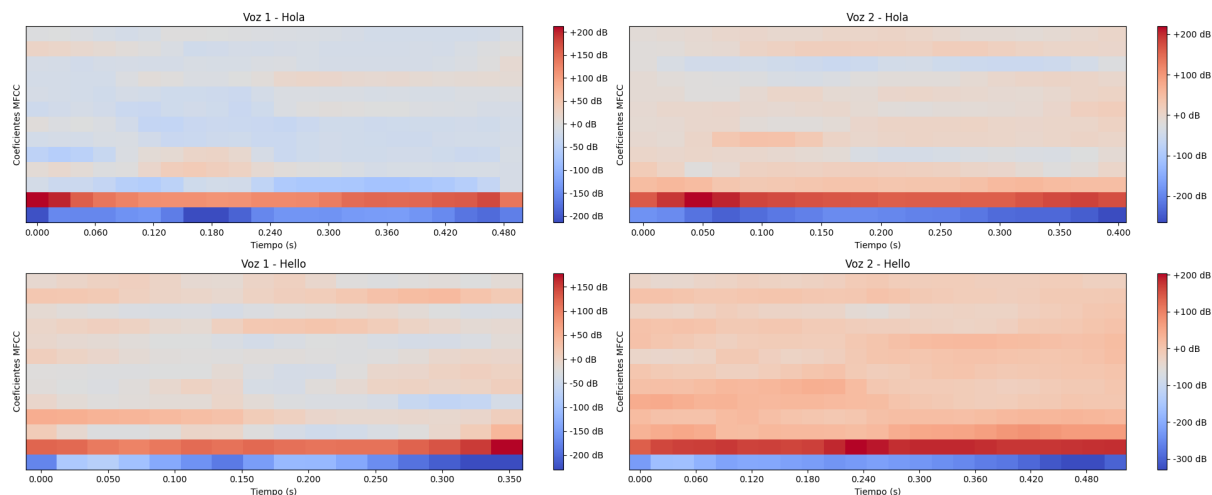 Voz 1 - Hola
Coeficientes MFCC
+200 dB
+150 dB
+100 dB
+50 dB
+0 dB
-50 dB
-100 dB
-150 dB
-200 dB
0.000 0.060 0.120 0.180 0.240 0.300 0.360 0.420 0.480
Tiempo (s)
Voz 2 - Hola
Coeficientes MFCC
+200 dB
+100 dB
+0 dB
-100 dB
-200 dB
0.000 0.050 0.100 0.150 0.200 0.250 0.300 0.350 0.400
Tiempo (s)
Voz 1 - Hello
Coeficientes MFCC
+150 dB
+100 dB
+50 dB
+0 dB
-50 dB
-100 dB
-150 dB
-200 dB
0.000 0.050 0.100 0.150 0.200 0.250 0.300 0.350
Tiempo (s)
Voz 2 - Hello
Coeficientes MFCC
+200 dB
+100 dB
+0 dB
-100 dB
-200 dB
-300 dB
0.000 0.060 0.120 0.180 0.240 0.300 0.360 0.420 0.480
Tiempo (s)